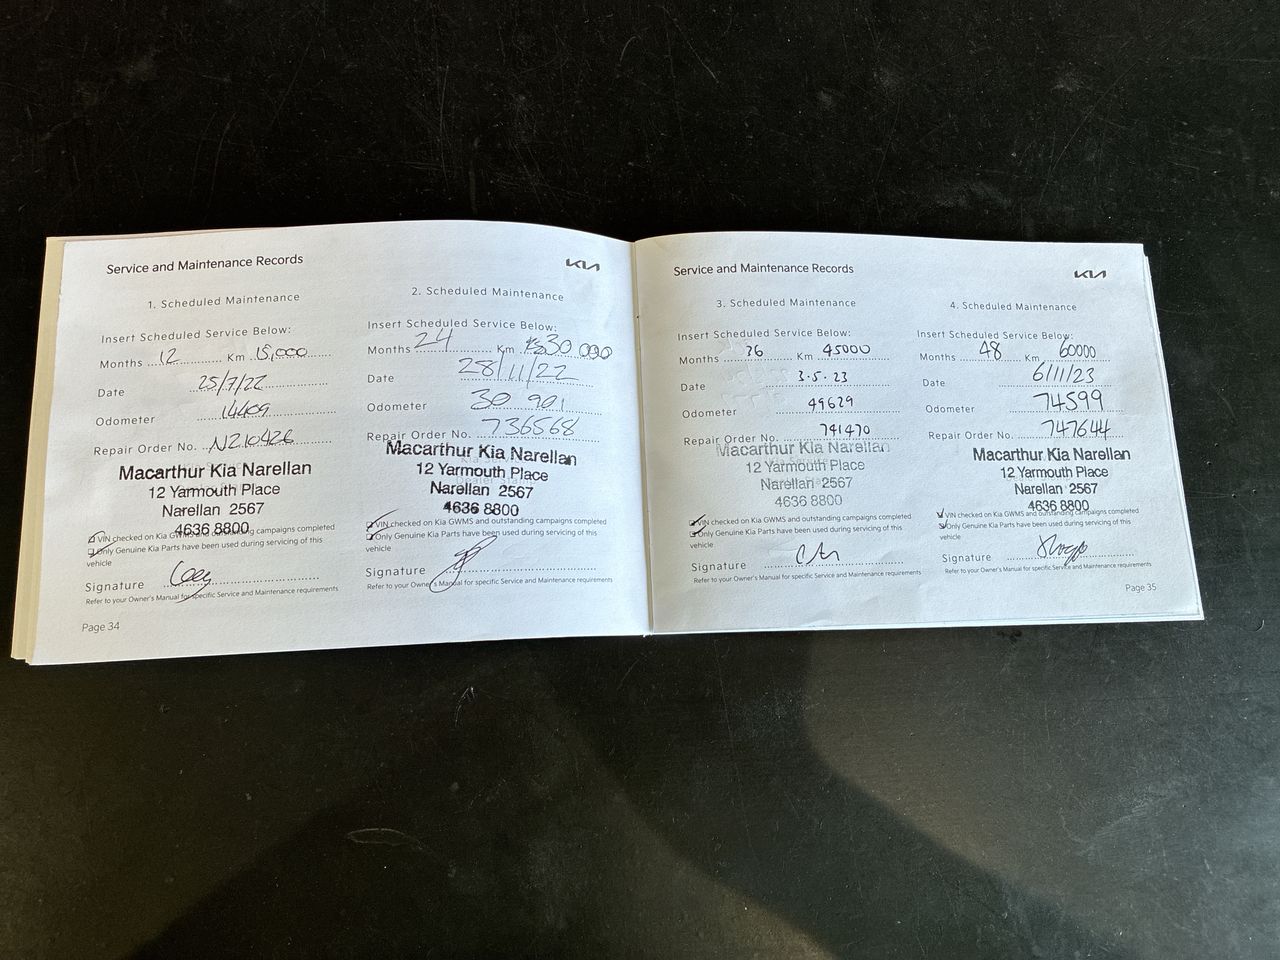 Service and Maintenance Records
KIA
1. Scheduled Maintenance
Insert Scheduled Service Below:
Months 12 Km 15,000
Date 25/7/22
Odometer 14409
Repair Order No. N210426
Macarthur Kia Narellan
12 Yarmouth Place
Narellan 2567
4636 8800
VIN checked on Kia GWMS and outstanding campaigns completed
Only Genuine Kia Parts have been used during servicing of this
vehicle
Signature
Refer to your Owner's Manual for specific Service and Maintenance requirements
Page 34
2. Scheduled Maintenance
Insert Scheduled Service Below:
Months 24 Km 30 000
Date 28/11/22
Odometer 30 901
Repair Order No. 736568
Macarthur Kia Narellan
12 Yarmouth Place
Narellan 2567
4636 8800
VIN checked on Kia GWMS and outstanding campaigns completed
Only Genuine Kia Parts have been used during servicing of this
vehicle
Signature
Refer to your Owner's Manual for specific Service and Maintenance requirements
Service and Maintenance Records
KIA
3. Scheduled Maintenance
Insert Scheduled Service Below:
Months 36 Km 45000
Date 3.5.23
Odometer 49629
Repair Order No. 741470
Macarthur Kia Narellan
12 Yarmouth Place
Narellan 2567
4636 8800
VIN checked on Kia GWMS and outstanding campaigns completed
Only Genuine Kia Parts have been used during servicing of this
vehicle
Signature
Refer to your Owner's Manual for specific Service and Maintenance requirements
4. Scheduled Maintenance
Insert Scheduled Service Below:
Months 48 Km 60000
Date 6/11/23
Odometer 74599
Repair Order No. 747644
Macarthur Kia Narellan
12 Yarmouth Place
Narellan 2567
4636 8800
VIN checked on Kia GWMS and outstanding campaigns completed
Only Genuine Kia Parts have been used during servicing of this
vehicle
Signature
Refer to your Owner's Manual for specific Service and Maintenance requirements
Page 35